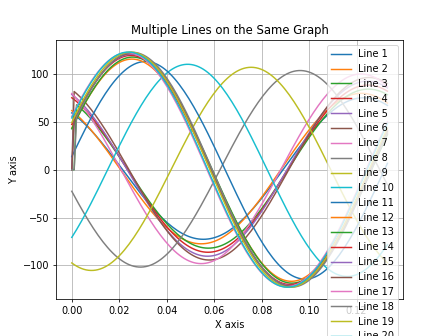 Multiple Lines on the Same Graph
Y axis
100
50
0
−50
−100
0.00
0.02
0.04
0.06
0.08
0.10
X axis
Line 1
Line 2
Line 3
Line 4
Line 5
Line 6
Line 7
Line 8
Line 9
Line 10
Line 11
Line 12
Line 13
Line 14
Line 15
Line 16
Line 17
Line 18
Line 19
Line 20